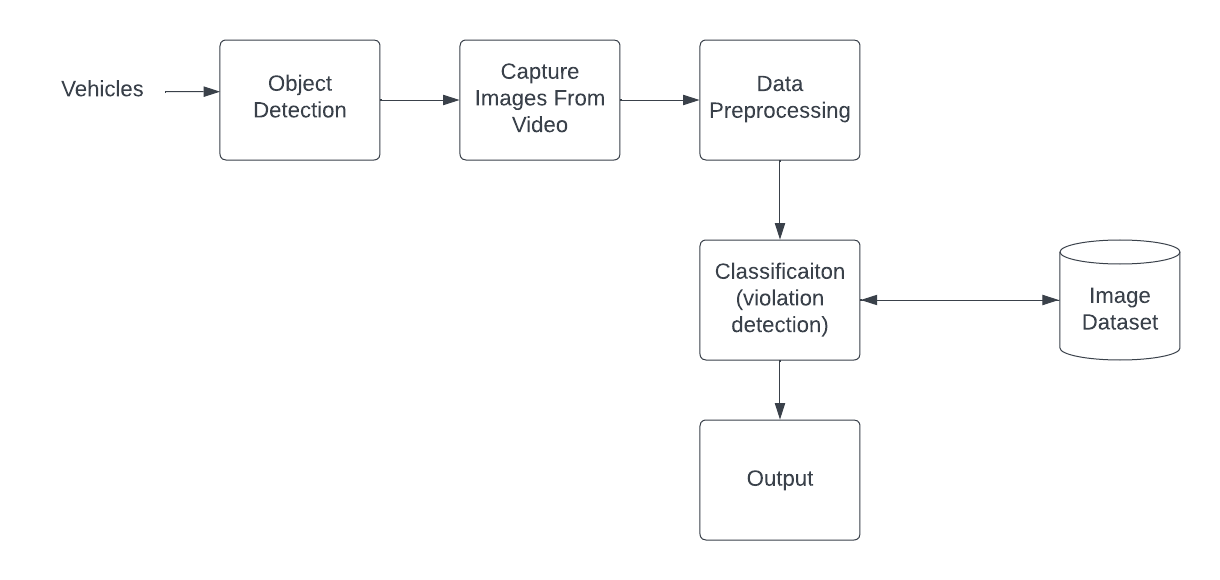 Vehicles
Object
Detection
Capture
Images From
Video
Data
Preprocessing
Classificaiton
(violation
detection)
Image
Dataset
Output